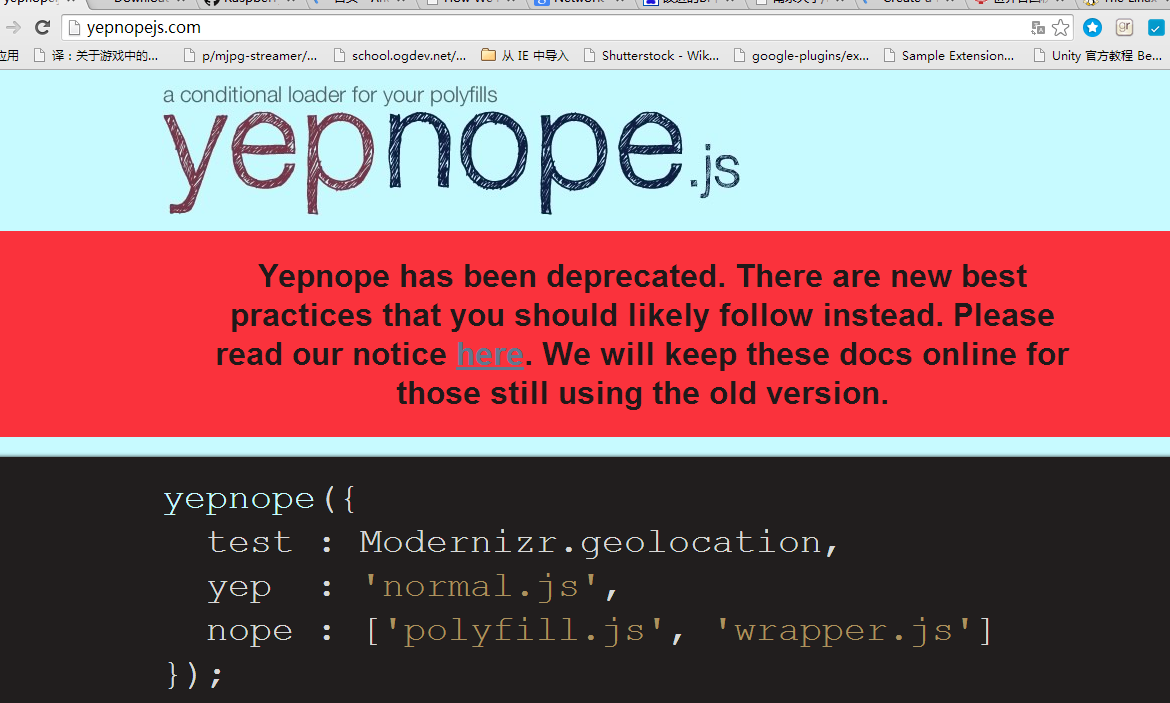 yepnopejs.com
译：关于游戏中的...
p/mjpg-streamer/...
school.ogdev.net/...
从 IE 中导入
Shutterstock - Wik...
google-plugins/ex...
Sample Extension...
Unity 官方教程 Be...
a conditional loader for your polyfills
yepnope.js
Yepnope has been deprecated. There are new best
practices that you should likely follow instead. Please
read our notice here. We will keep these docs online for
those still using the old version.
yepnope({
test : Modernizr.geolocation,
yep : 'normal.js',
nope : ['polyfill.js', 'wrapper.js']
});